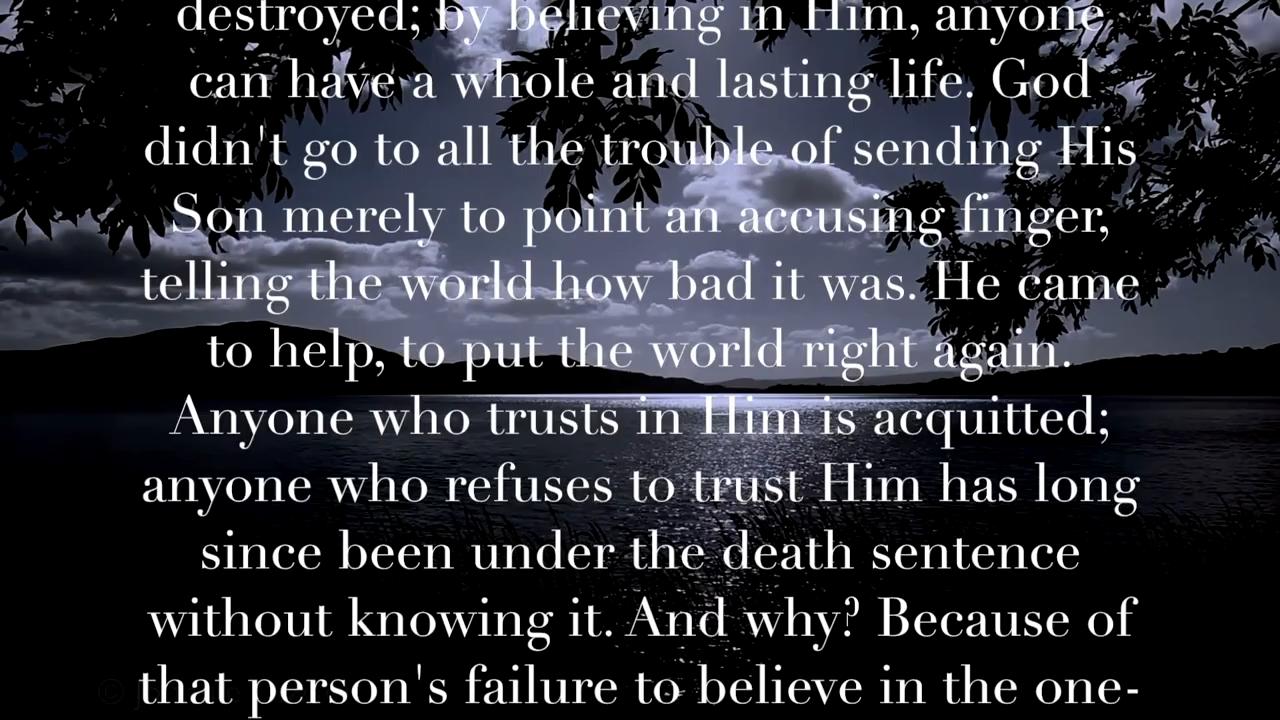 destroyed; by believing in Him, anyone
can have a whole and lasting life. God
didn't go to all the trouble of sending His
Son merely to point an accusing finger,
telling the world how bad it was. He came
to help, to put the world right again.
Anyone who trusts in Him is acquitted;
anyone who refuses to trust Him has long
since been under the death sentence
without knowing it. And why? Because of
that person's failure to believe in the one-